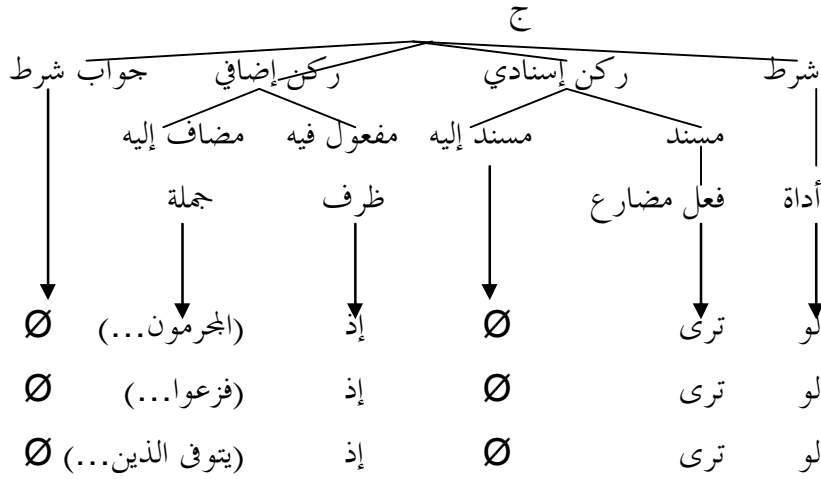 ج
شرط ركن إسنادي ركن إضافي جواب شرط
مسند مسند إليه مفعول فيه مضاف إليه
أداة فعل مضارع ظرف جملة
لو ترى Ø إذ (المجرمون...) Ø
لو ترى Ø إذ (فزعوا...) Ø
لو ترى Ø إذ (يتوفى الذين...) Ø